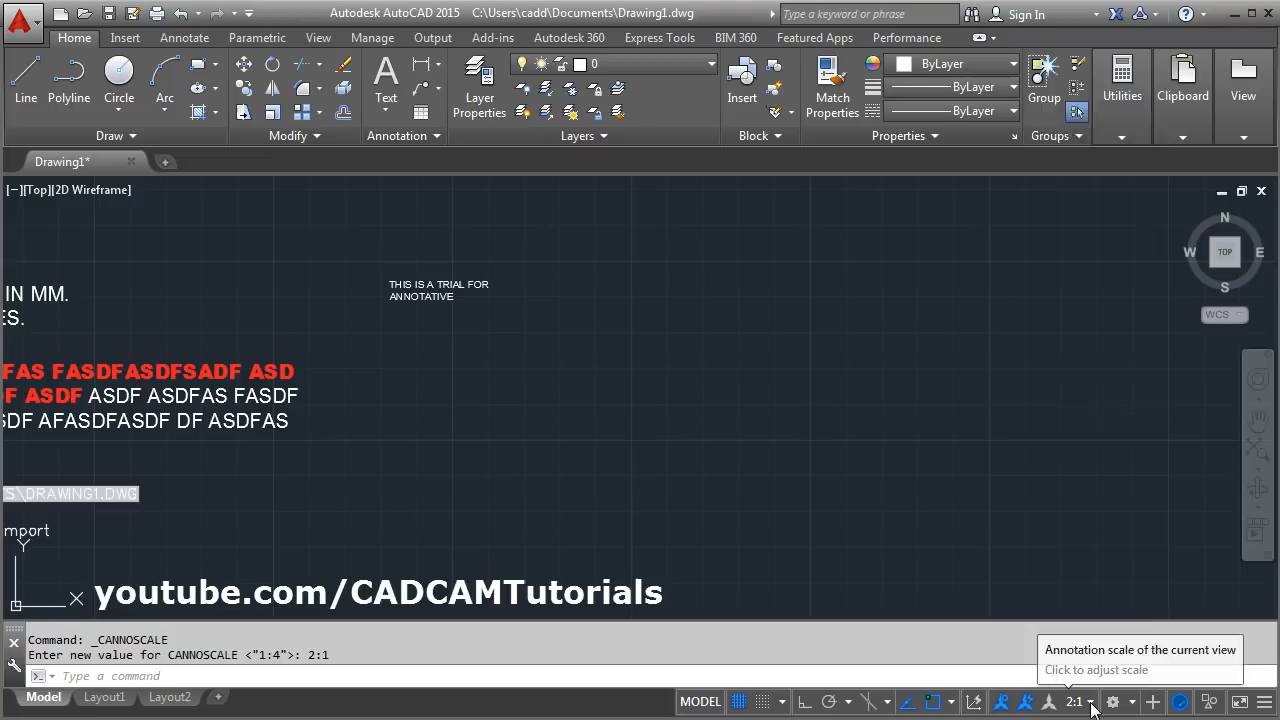 Autodesk AutoCAD 2015 C:\Users\cadd\Documents\Drawing1.dwg
Type a keyword or phrase
Sign In
Home Insert Annotate Parametric View Manage Output Add-ins Autodesk 360 Express Tools BIM 360 Featured Apps Performance
0
ByLayer
ByLayer
ByLayer
Line Polyline Circle Arc Text Layer Properties Insert Match Properties Group Utilities Clipboard View
Draw Modify Annotation Layers Block Properties Groups
Drawing1*
[−][Top][2D Wireframe]
N
W TOP E
S
WCS
THIS IS A TRIAL FOR
ANNOTATIVE
IN MM.
ES.
FAS FASDFASDFSADF ASD
F ASDF ASDF ASDFAS FASDF
SDF AFASDFASDF DF ASDFAS
S\DRAWING1.DWG
mport
Y
X
youtube.com/CADCAMTutorials
Command: _CANNOSCALE
Enter new value for CANNOSCALE <"1:4">: 2:1
Type a command
Annotation scale of the current view
Click to adjust scale
Model Layout1 Layout2 +
MODEL
2:1